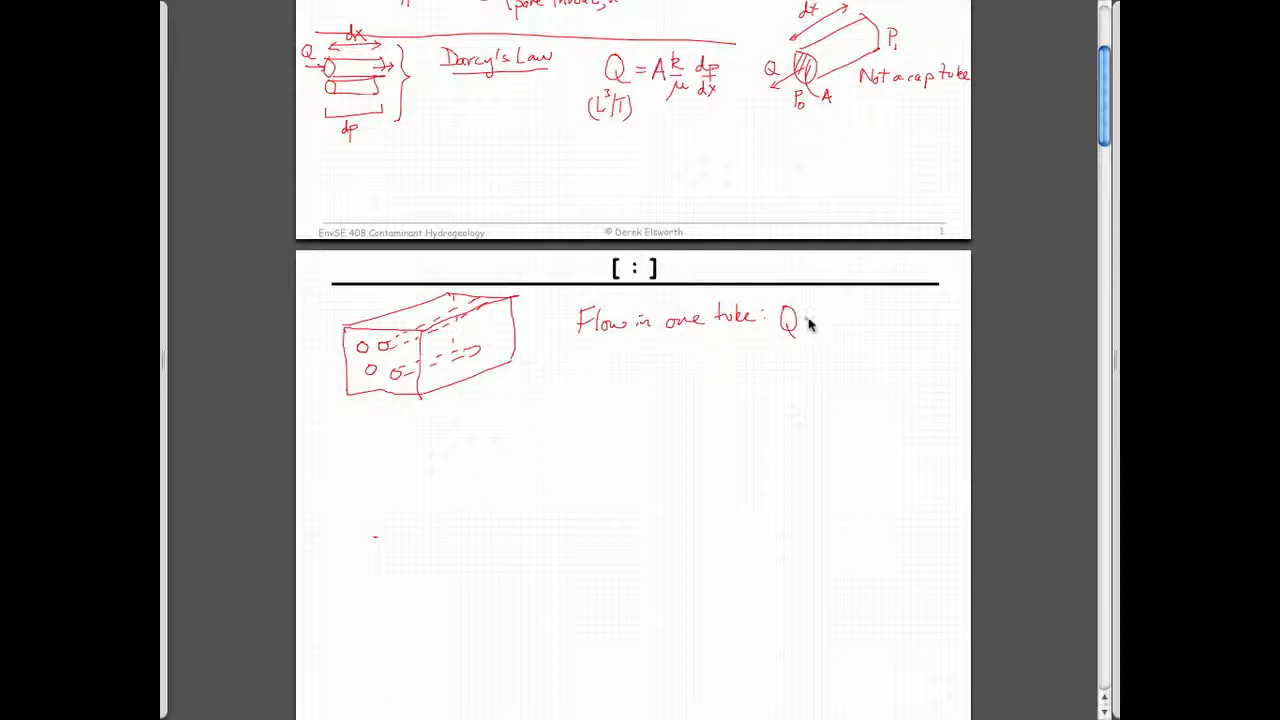 dx
Q
dp
Darcy's Law
Q = A k/μ dp/dx
(L³/T)
dx
P₁
Q
P₀ A
Not a cap tube
EnvSE 408 Contaminant Hydrogeology © Derek Elsworth 1
[ : ]
Flow in one tube: Q